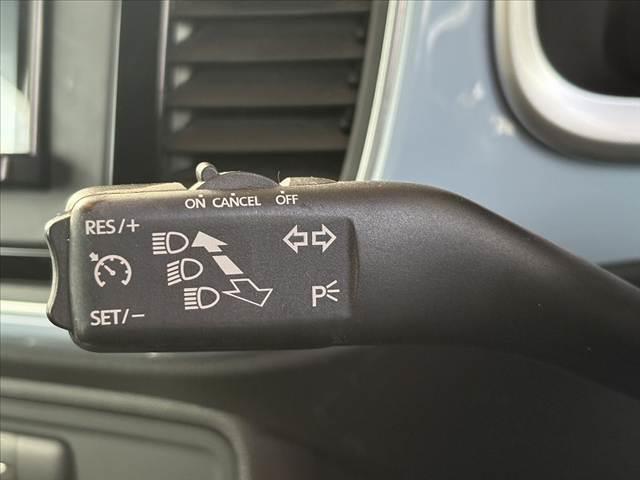 ON CANCEL OFF
RES/+
SET/−
P